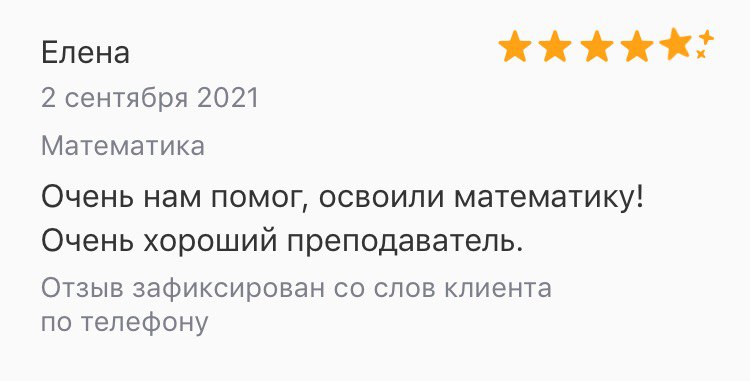 Елена
2 сентября 2021
Математика
Очень нам помог, освоили математику!
Очень хороший преподаватель.
Отзыв зафиксирован со слов клиента
по телефону